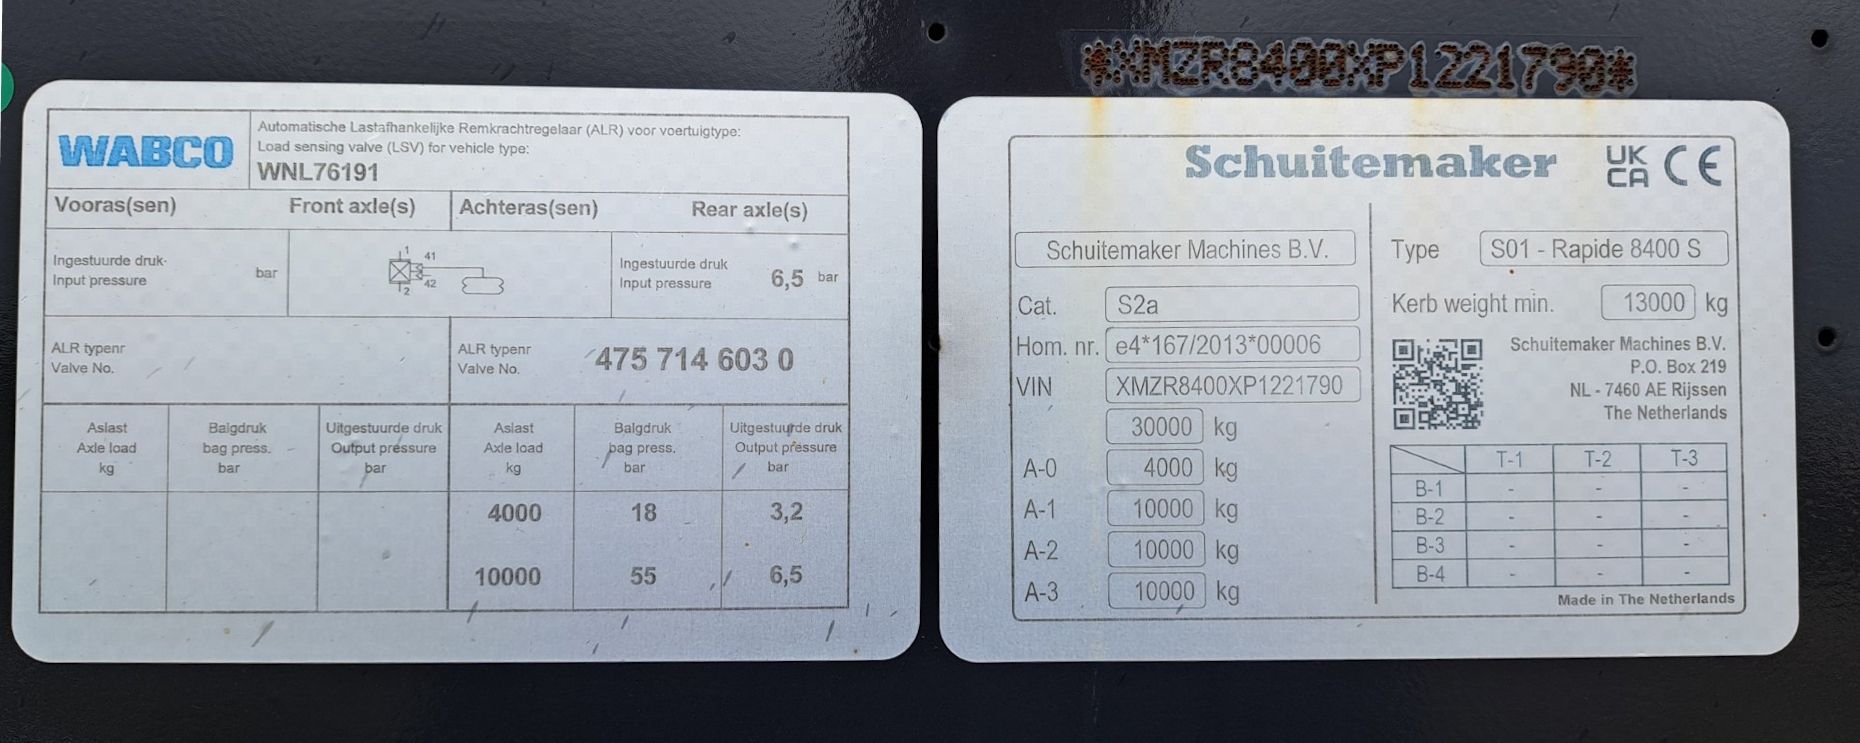 *XMZR8400XP1221790*
WABCO
Automatische Lastafhankelijke Remkrachtregelaar (ALR) voor voertuigtype:
Load sensing valve (LSV) for vehicle type:
WNL76191
Vooras(sen) Front axle(s) Achteras(sen) Rear axle(s)
Ingestuurde druk
Input pressure
bar
1
41
42
2
Ingestuurde druk
Input pressure
6,5 bar
ALR typenr
Valve No.
ALR typenr
Valve No.
475 714 603 0
Aslast Balgdruk Uitgestuurde druk Aslast Balgdruk Uitgestuurde druk
Axle load bag press. Output pressure Axle load bag press. Output pressure
kg bar bar kg bar bar
4000 18 3,2
10000 55 6,5
Schuitemaker UK CA CE
Schuitemaker Machines B.V.
Cat. S2a
Hom. nr. e4*167/2013*00006
VIN XMZR8400XP1221790
30000 kg
A-0 4000 kg
A-1 10000 kg
A-2 10000 kg
A-3 10000 kg
Type S01 - Rapide 8400 S
Kerb weight min. 13000 kg
Schuitemaker Machines B.V.
P.O. Box 219
NL - 7460 AE Rijssen
The Netherlands
T-1 T-2 T-3
B-1 - - -
B-2 - - -
B-3 - - -
B-4 - - -
Made in The Netherlands